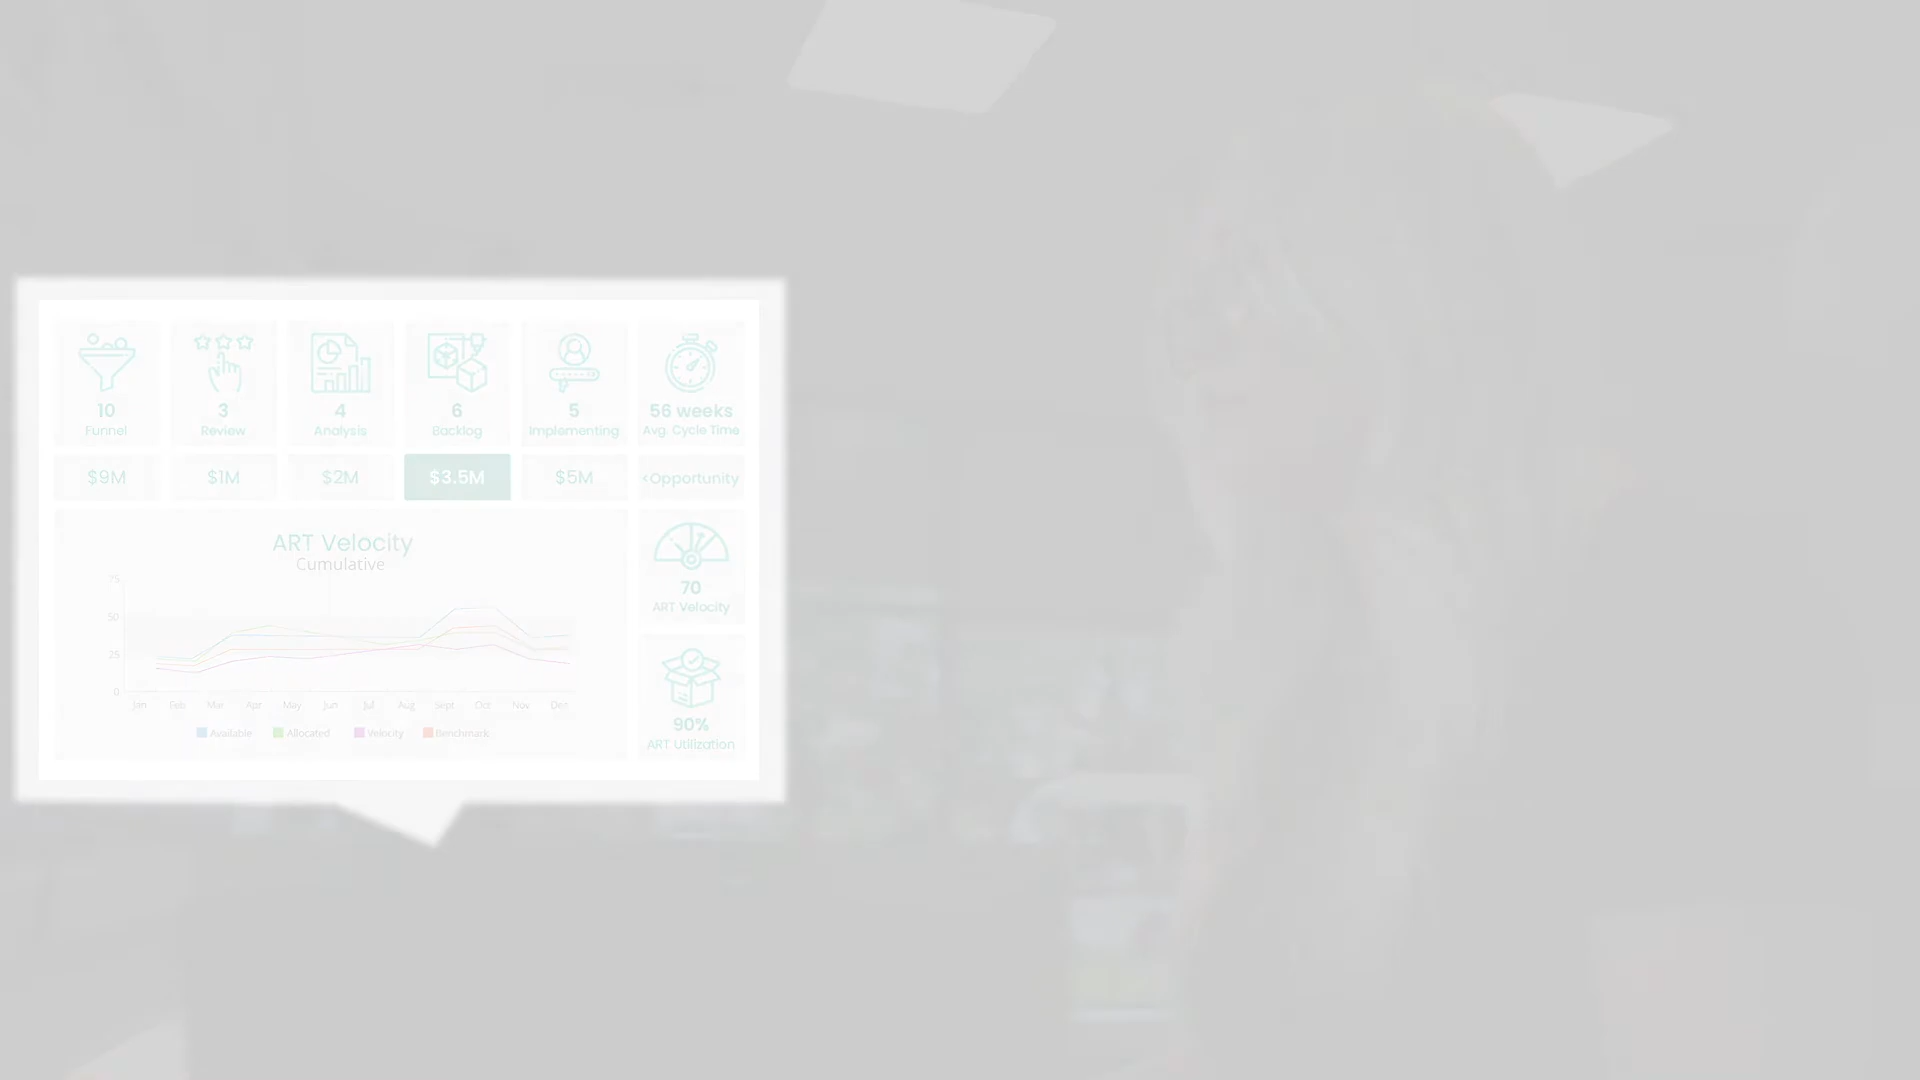 10
Funnel
3
Review
4
Analysis
6
Backlog
5
Implementing
56 weeks
Avg. Cycle Time
$9M
$1M
$2M
$3.5M
$5M
<Opportunity
ART Velocity
Cumulative
75
50
25
0
Jan Feb Mar Apr May Jun Jul Aug Sept Oct Nov Dec
Available Allocated Velocity Benchmark
70
ART Velocity
90%
ART Utilization